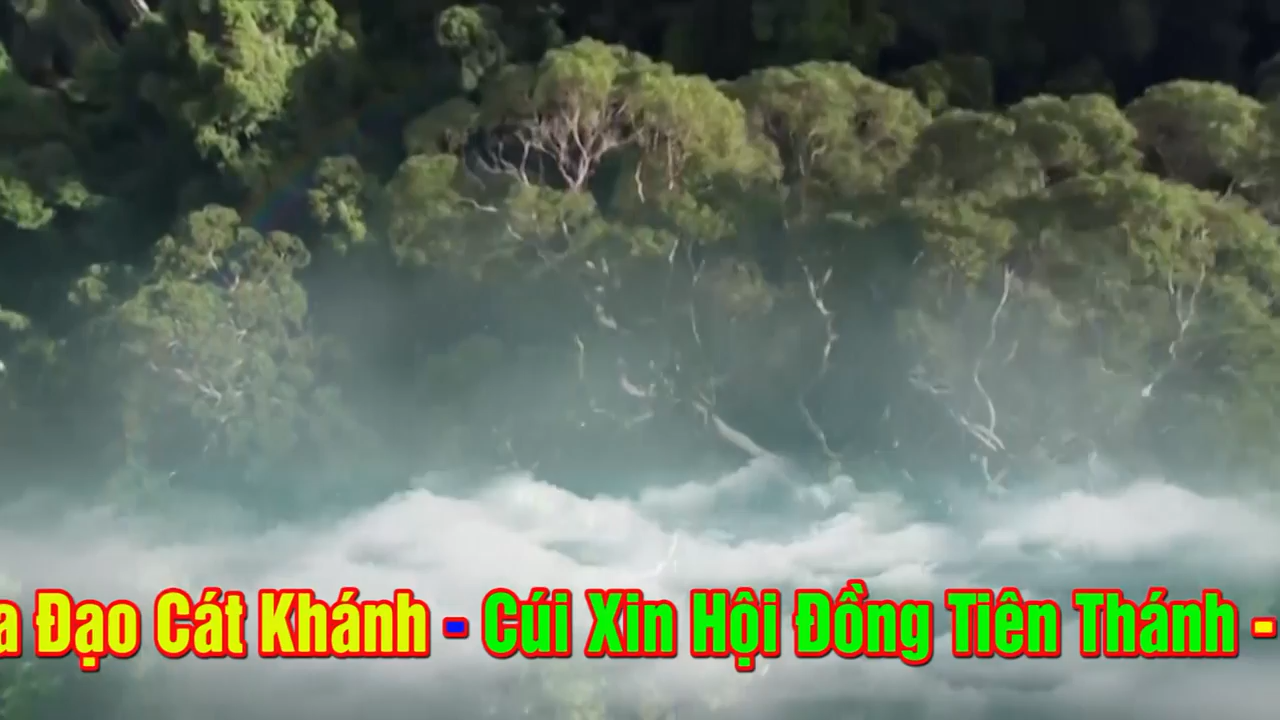 a Đạo Cát Khánh - Cúi Xin Hội Đồng Tiên Thánh -